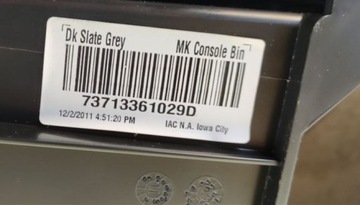 Dk Slate Grey MK Console Bin
73713361029D
12/2/2011 4:51:20 PM IAC N.A. Iowa City